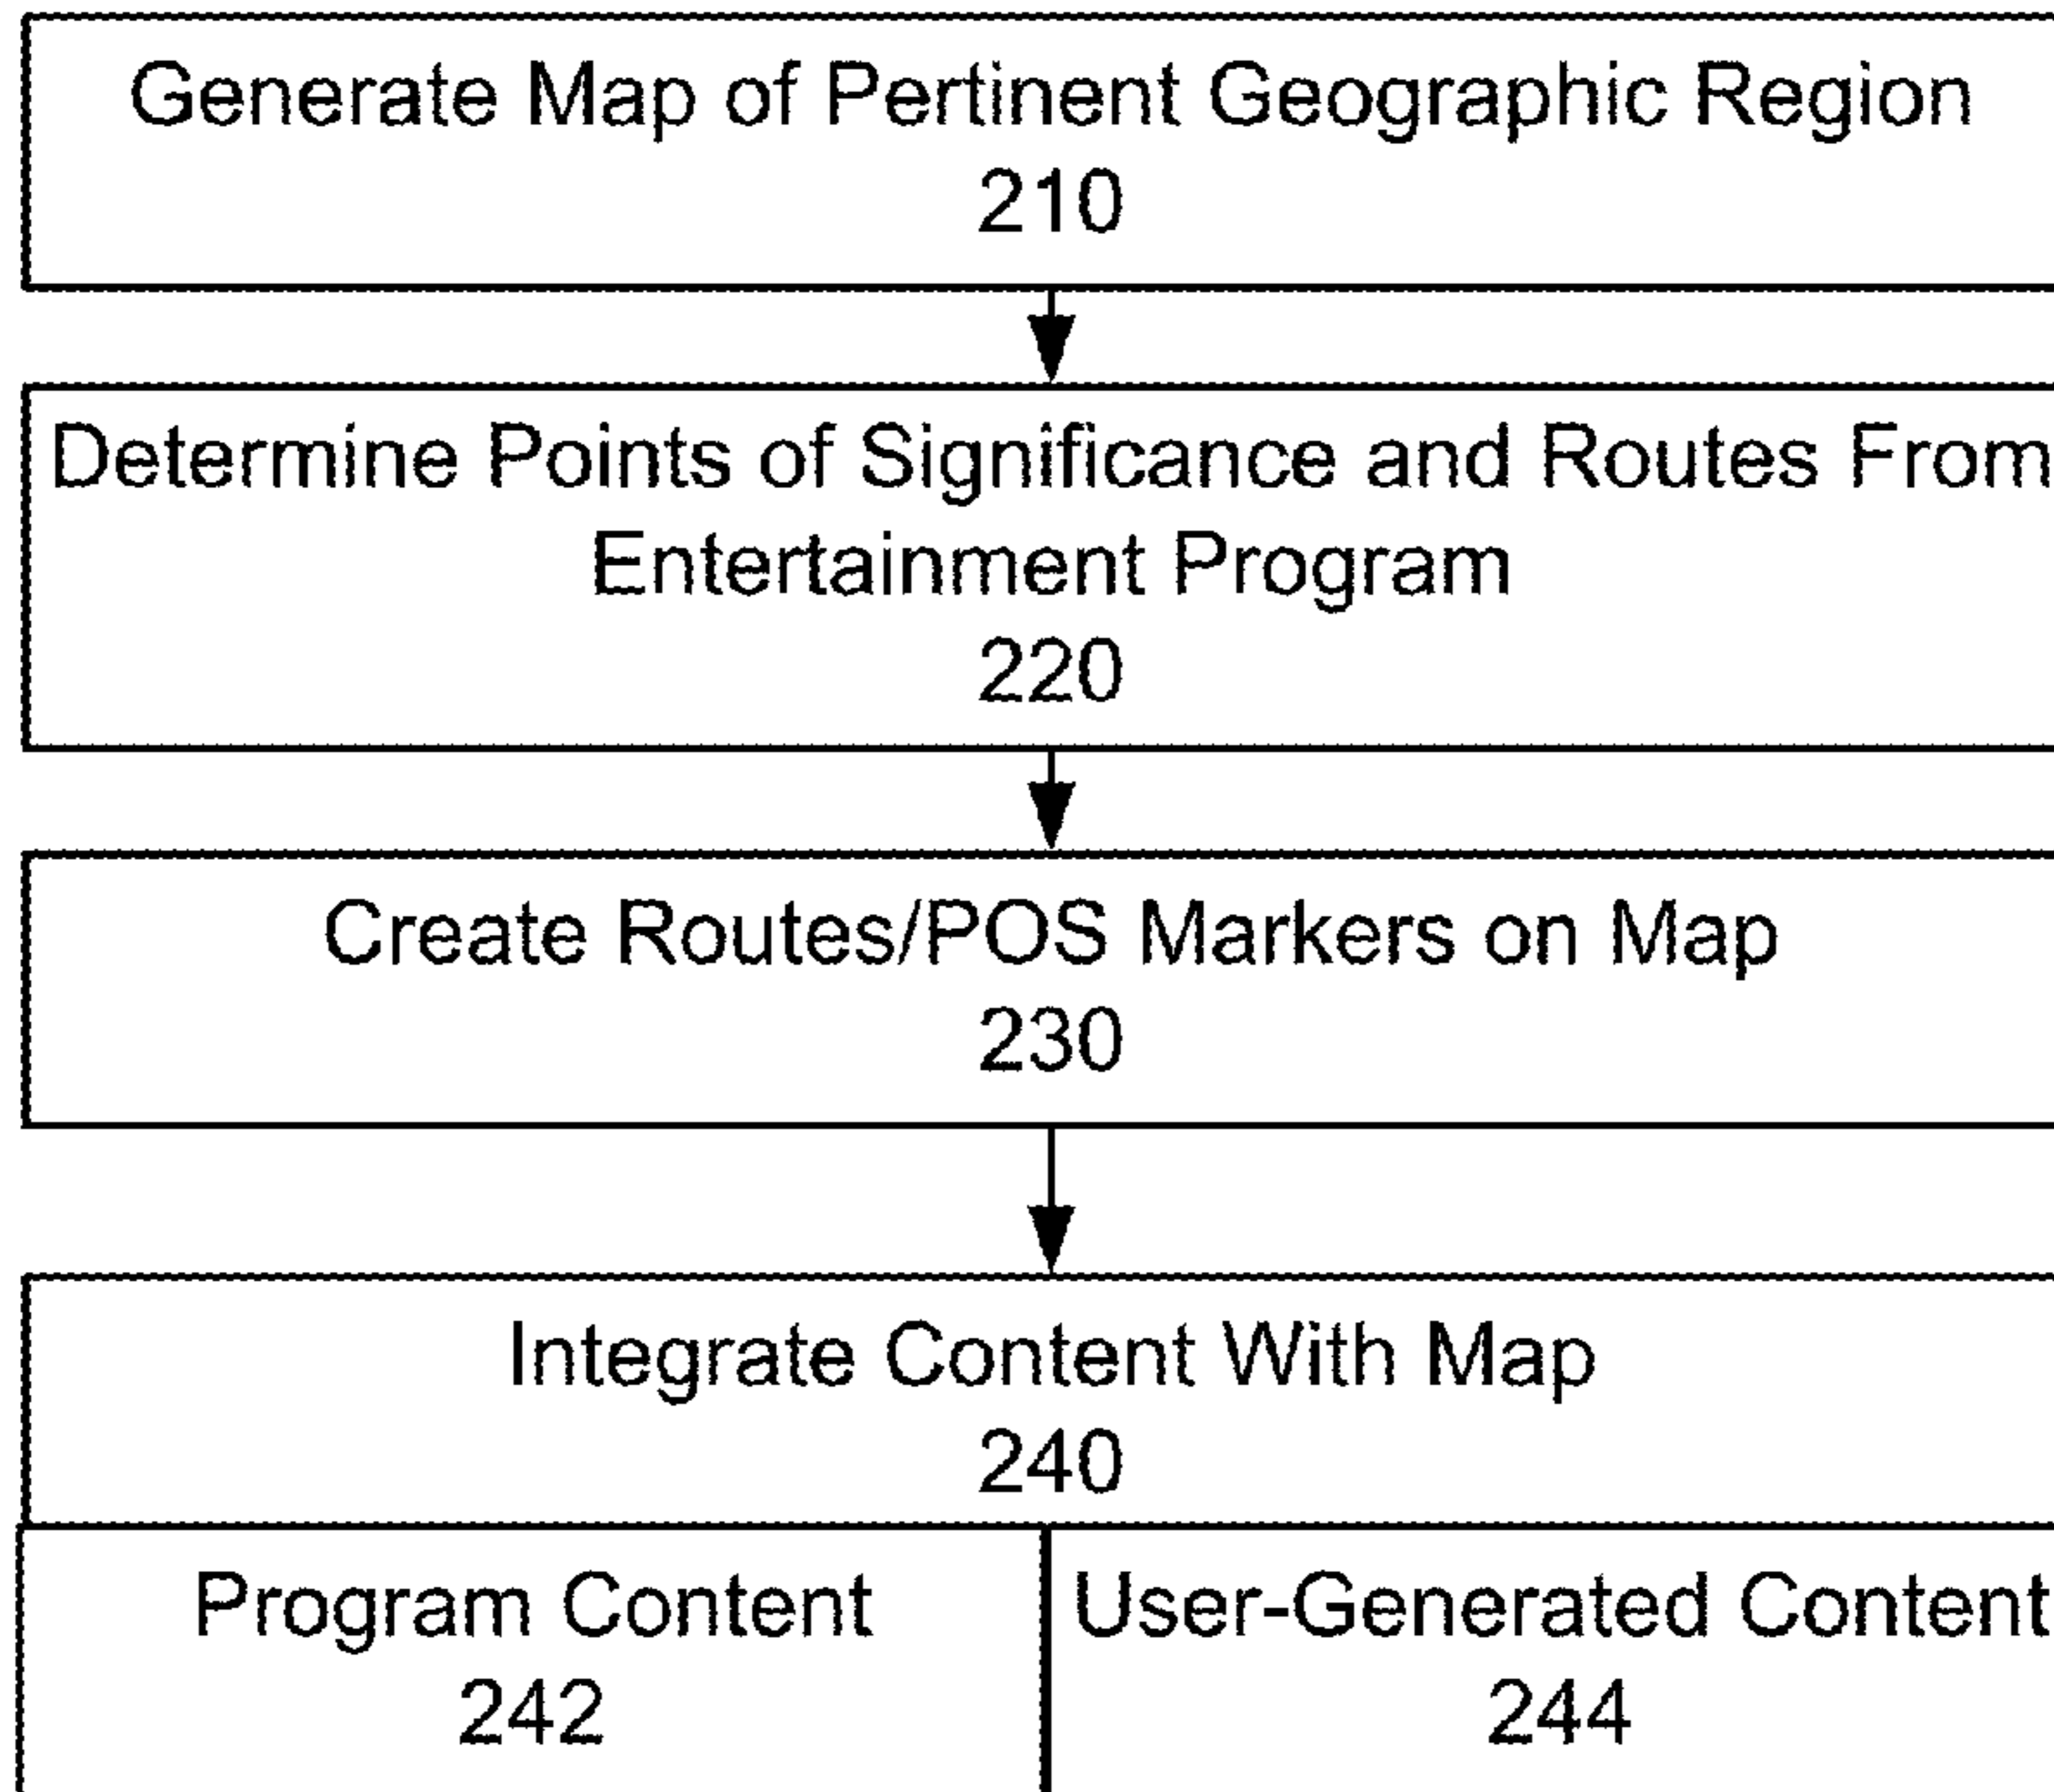 Generate Map of Pertinent Geographic Region
210
Determine Points of Significance and Routes From
Entertainment Program
220
Create Routes/POS Markers on Map
230
Integrate Content With Map
240
Program Content
242
User-Generated Content
244